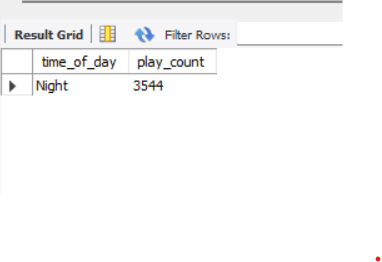 Result Grid Filter Rows:
time_of_day play_count
Night 3544